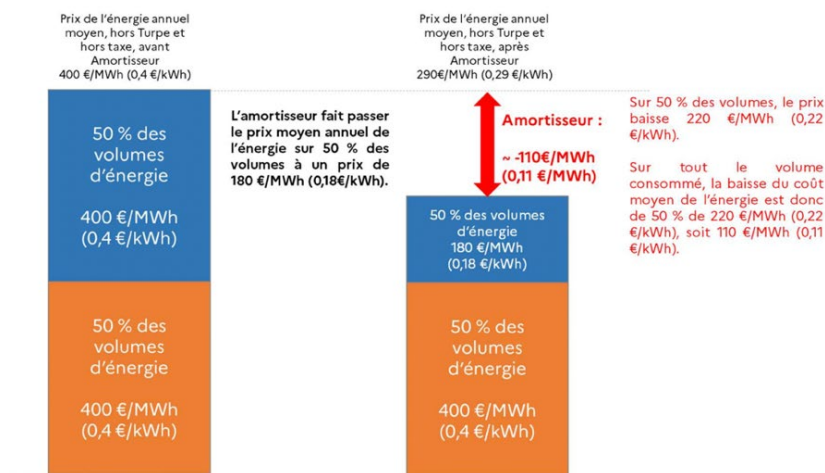 Prix de l'énergie annuel
moyen, hors Turpe et
hors taxe, avant
Amortisseur
400 €/MWh (0,4 €/kWh)
50 % des
volumes
d'énergie
400 €/MWh
(0,4 €/kWh)
50 % des
volumes
d'énergie
400 €/MWh
(0,4 €/kWh)
L'amortisseur fait passer
le prix moyen annuel de
l'énergie sur 50 % des
volumes à un prix de
180 €/MWh (0,18€/kWh).
Prix de l'énergie annuel
moyen, hors Turpe et
hors taxe, après
Amortisseur
290€/MWh (0,29 €/kWh)
Amortisseur :
~ -110€/MWh
(0,11 €/MWh)
50 % des volumes
d'énergie
180 €/MWh
(0,18 €/kWh)
50 % des
volumes
d'énergie
400 €/MWh
(0,4 €/kWh)
Sur 50 % des volumes, le prix
baisse 220 €/MWh (0,22
€/kWh).
Sur tout le volume
consommé, la baisse du coût
moyen de l'énergie est donc
de 50 % de 220 €/MWh (0,22
€/kWh), soit 110 €/MWh (0,11
€/kWh).